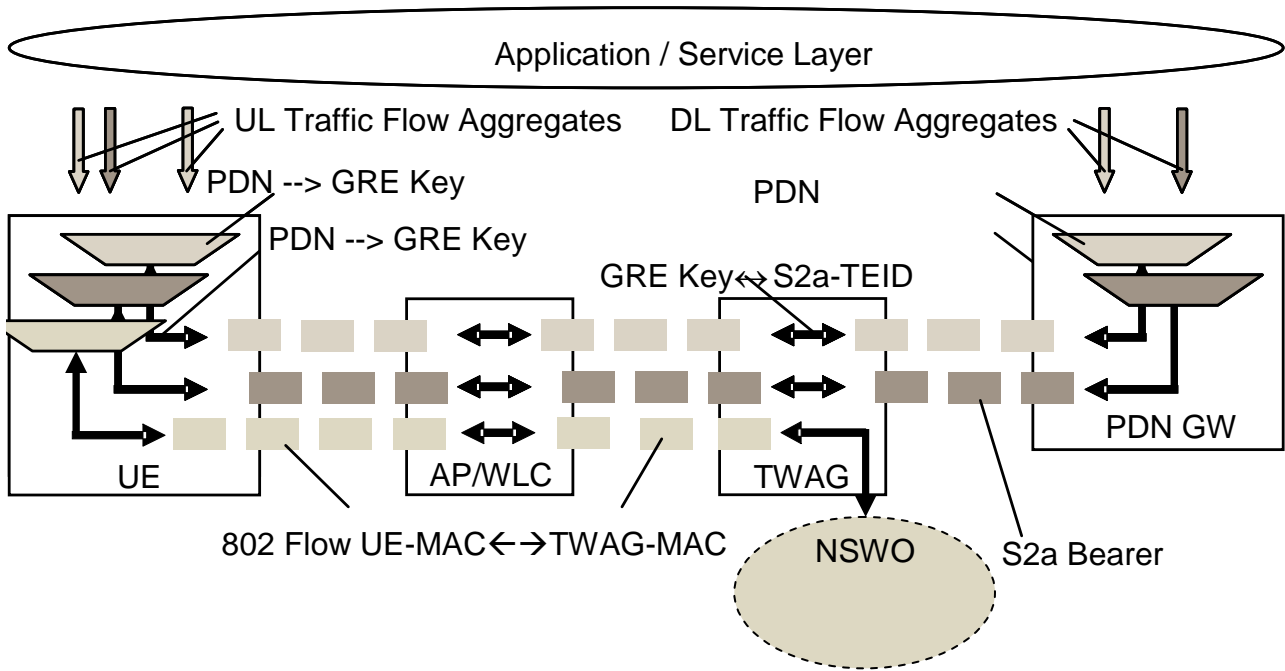 Application / Service Layer
UL Traffic Flow Aggregates
DL Traffic Flow Aggregates
PDN --> GRE Key
PDN
PDN --> GRE Key
GRE Key↔S2a-TEID
PDN GW
UE
AP/WLC
TWAG
802 Flow UE-MAC←→TWAG-MAC
NSWO
S2a Bearer